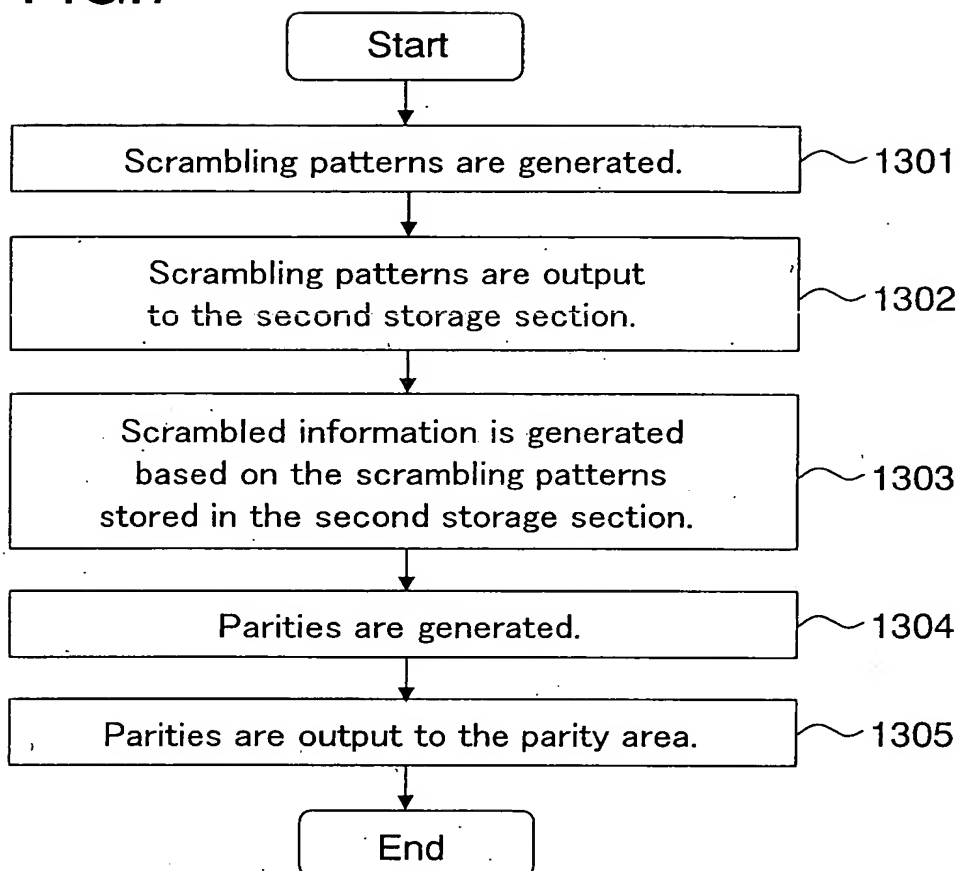 Start
Scrambling patterns are generated.
1301
Scrambling patterns are output
to the second storage section.
1302
Scrambled information is generated
based on the scrambling patterns
stored in the second storage section.
1303
Parities are generated.
1304
Parities are output to the parity area.
1305
End